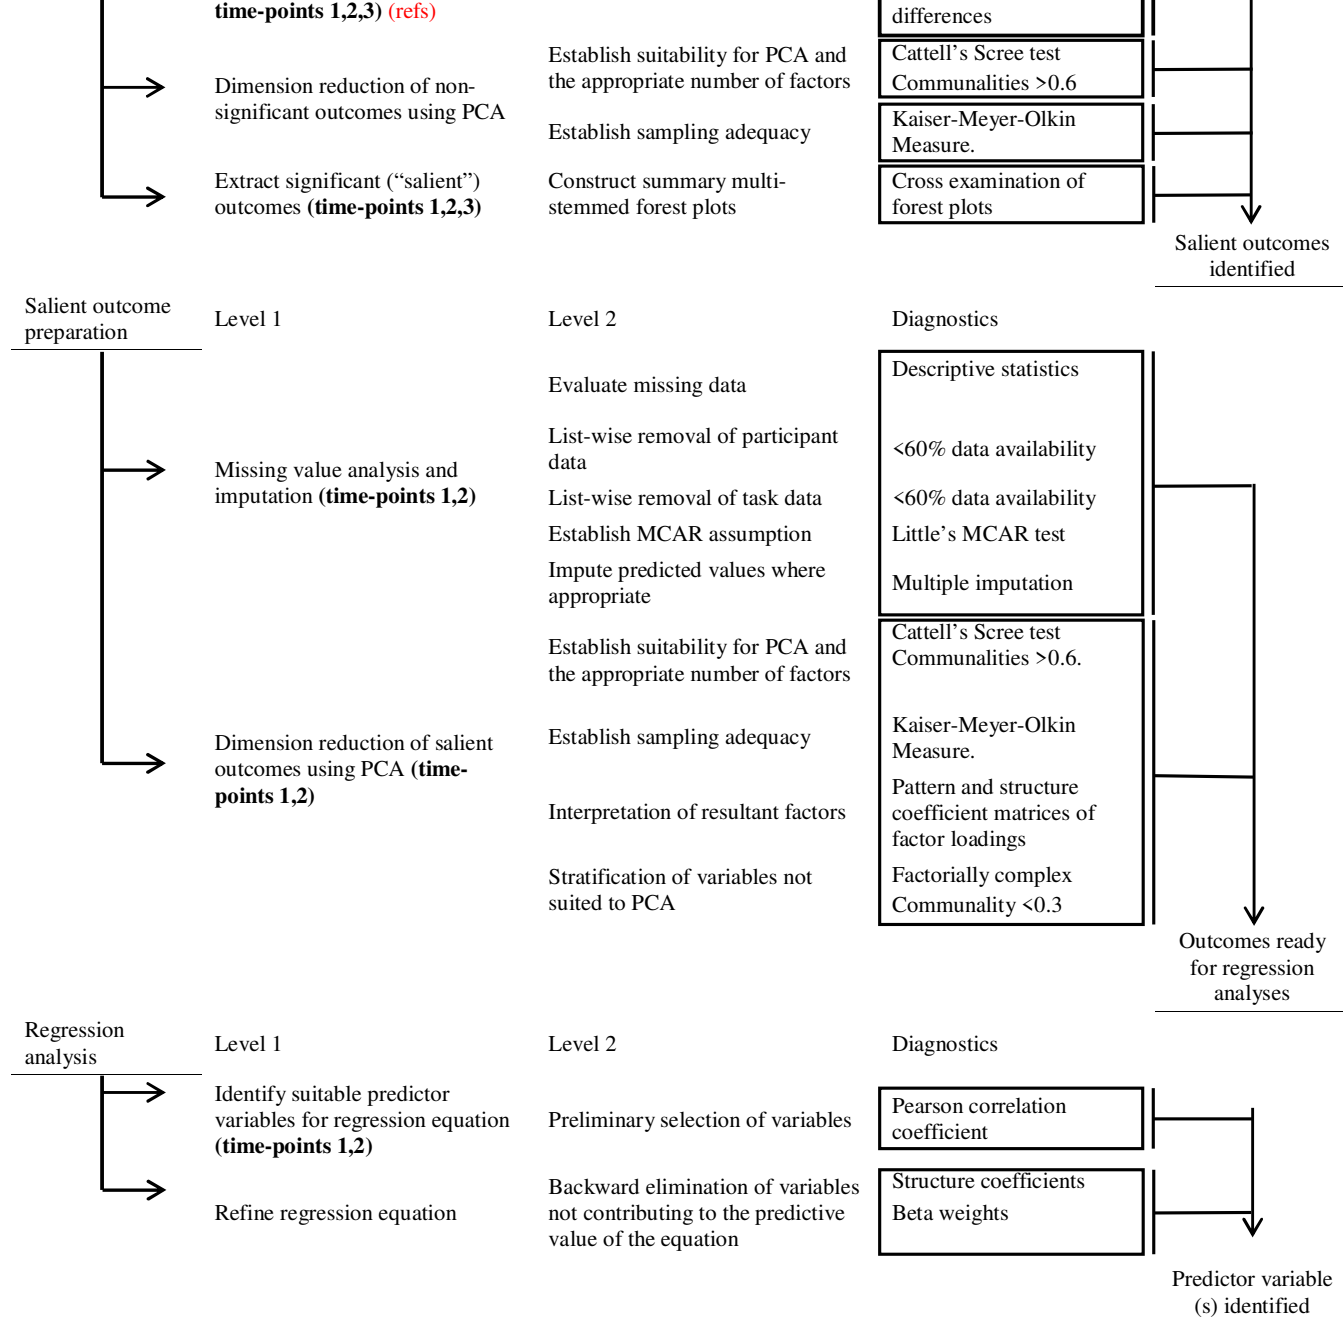 time-points 1,2,3) (refs)
differences
Dimension reduction of non-
significant outcomes using PCA
Establish suitability for PCA and
the appropriate number of factors
Cattell’s Scree test
Communalities >0.6
Establish sampling adequacy
Kaiser-Meyer-Olkin
Measure.
Extract significant (“salient”)
outcomes (time-points 1,2,3)
Construct summary multi-
stemmed forest plots
Cross examination of
forest plots
Salient outcomes
identified
Salient outcome
preparation
Level 1
Level 2
Diagnostics
Missing value analysis and
imputation (time-points 1,2)
Evaluate missing data
Descriptive statistics
List-wise removal of participant
data
<60% data availability
List-wise removal of task data
<60% data availability
Establish MCAR assumption
Little’s MCAR test
Impute predicted values where
appropriate
Multiple imputation
Dimension reduction of salient
outcomes using PCA (time-
points 1,2)
Establish suitability for PCA and
the appropriate number of factors
Cattell’s Scree test
Communalities >0.6.
Establish sampling adequacy
Kaiser-Meyer-Olkin
Measure.
Interpretation of resultant factors
Pattern and structure
coefficient matrices of
factor loadings
Stratification of variables not
suited to PCA
Factorially complex
Communality <0.3
Outcomes ready
for regression
analyses
Regression
analysis
Level 1
Level 2
Diagnostics
Identify suitable predictor
variables for regression equation
(time-points 1,2)
Preliminary selection of variables
Pearson correlation
coefficient
Refine regression equation
Backward elimination of variables
not contributing to the predictive
value of the equation
Structure coefficients
Beta weights
Predictor variable
(s) identified